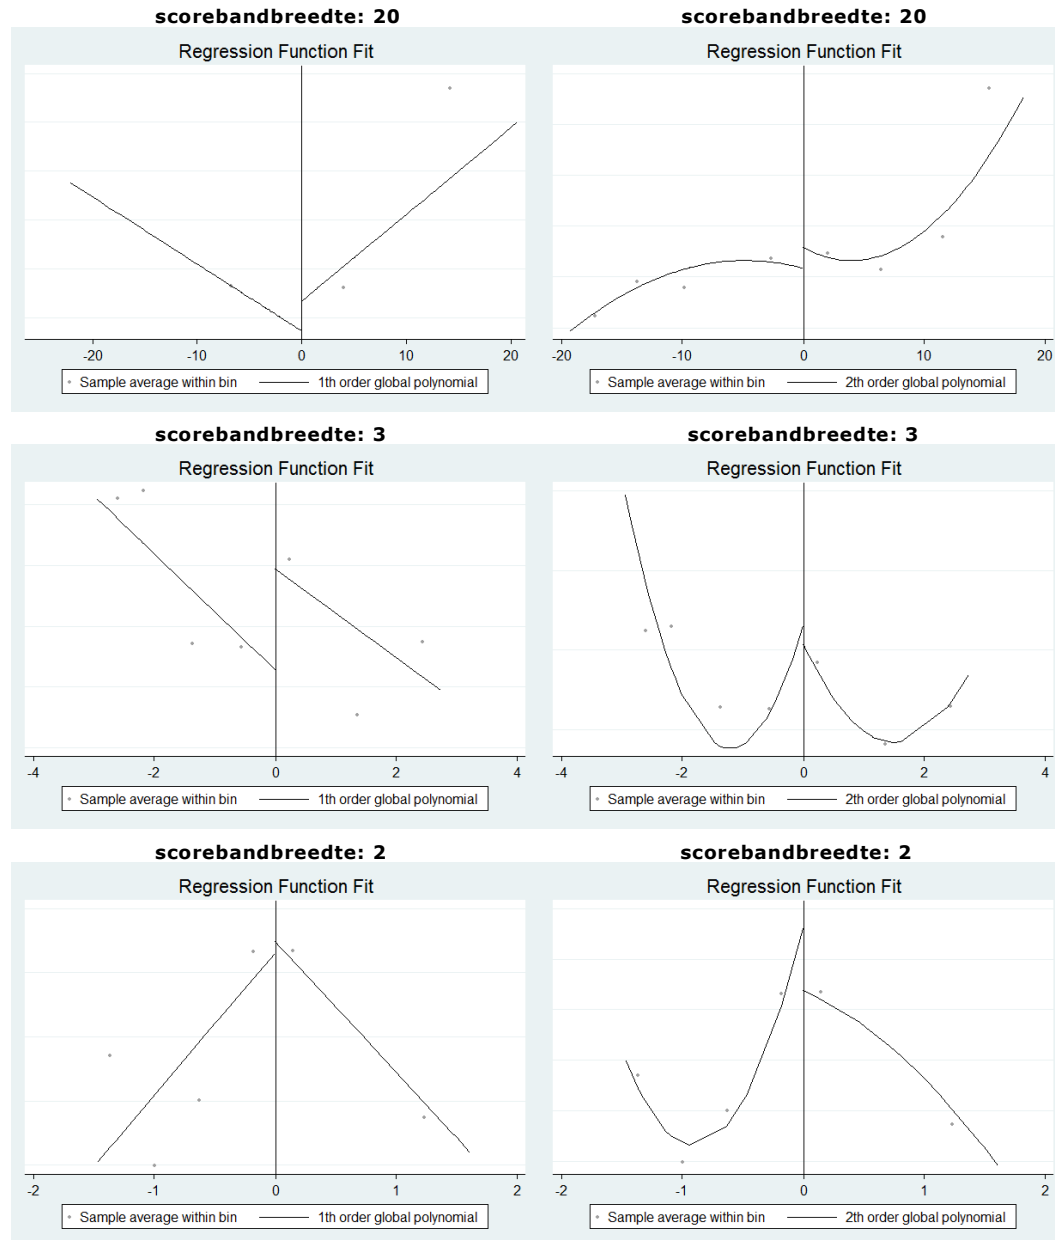 scorebandbreedte: 20
Regression Function Fit
-20 -10 0 10 20
Sample average within bin 1th order global polynomial
scorebandbreedte: 20
Regression Function Fit
-20 -10 0 10 20
Sample average within bin 2th order global polynomial
scorebandbreedte: 3
Regression Function Fit
-4 -2 0 2 4
Sample average within bin 1th order global polynomial
scorebandbreedte: 3
Regression Function Fit
-4 -2 0 2 4
Sample average within bin 2th order global polynomial
scorebandbreedte: 2
Regression Function Fit
-2 -1 0 1 2
Sample average within bin 1th order global polynomial
scorebandbreedte: 2
Regression Function Fit
-2 -1 0 1 2
Sample average within bin 2th order global polynomial